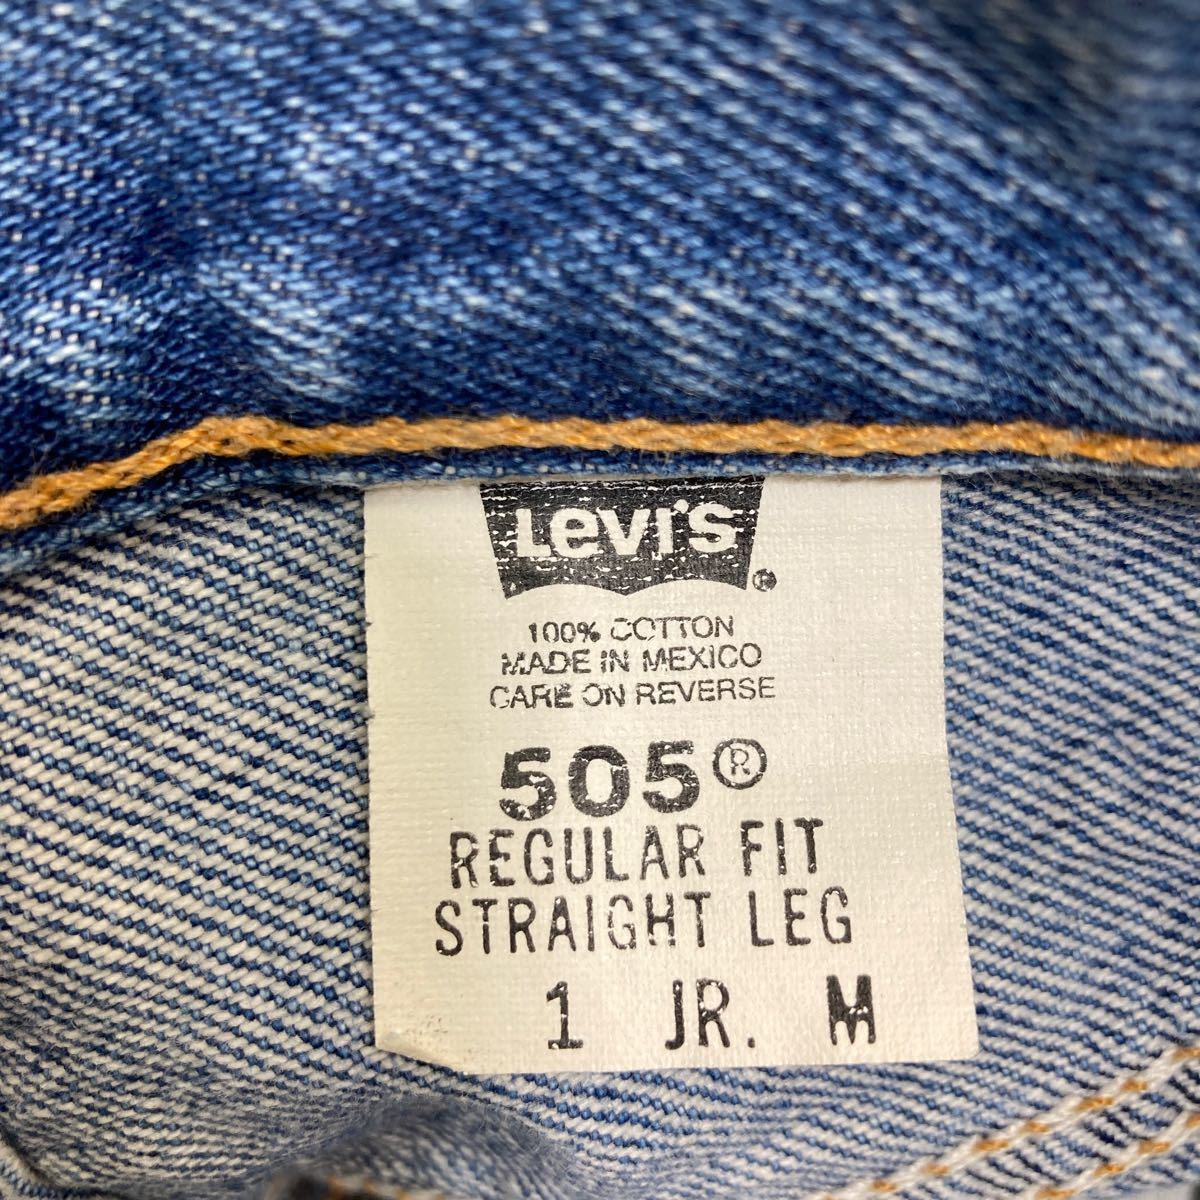 Levi's ®
100% COTTON
MADE IN MEXICO
CARE ON REVERSE
505®
REGULAR FIT
STRAIGHT LEG
1 JR. M